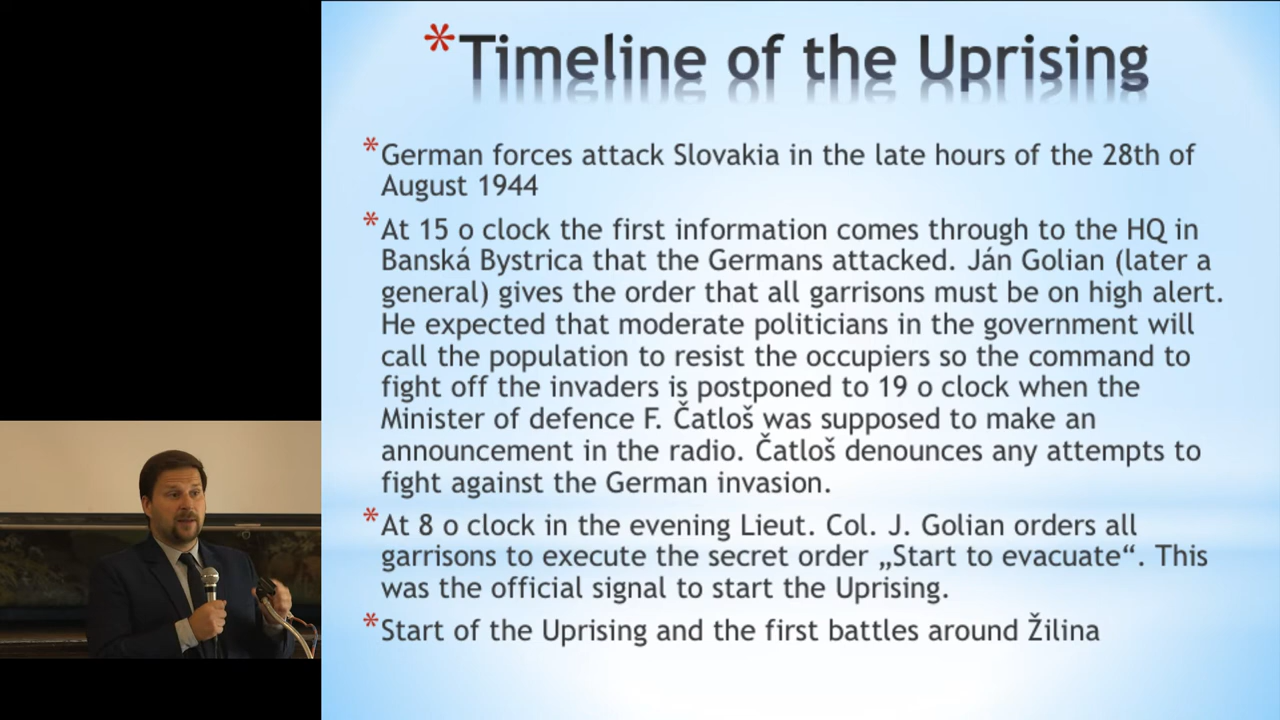 *Timeline of the Uprising
*German forces attack Slovakia in the late hours of the 28th of
August 1944
*At 15 o clock the first information comes through to the HQ in
Banská Bystrica that the Germans attacked. Ján Golian (later a
general) gives the order that all garrisons must be on high alert.
He expected that moderate politicians in the government will
call the population to resist the occupiers so the command to
fight off the invaders is postponed to 19 o clock when the
Minister of defence F. Čatloš was supposed to make an
announcement in the radio. Čatloš denounces any attempts to
fight against the German invasion.
*At 8 o clock in the evening Lieut. Col. J. Golian orders all
garrisons to execute the secret order „Start to evacuate“. This
was the official signal to start the Uprising.
*Start of the Uprising and the first battles around Žilina